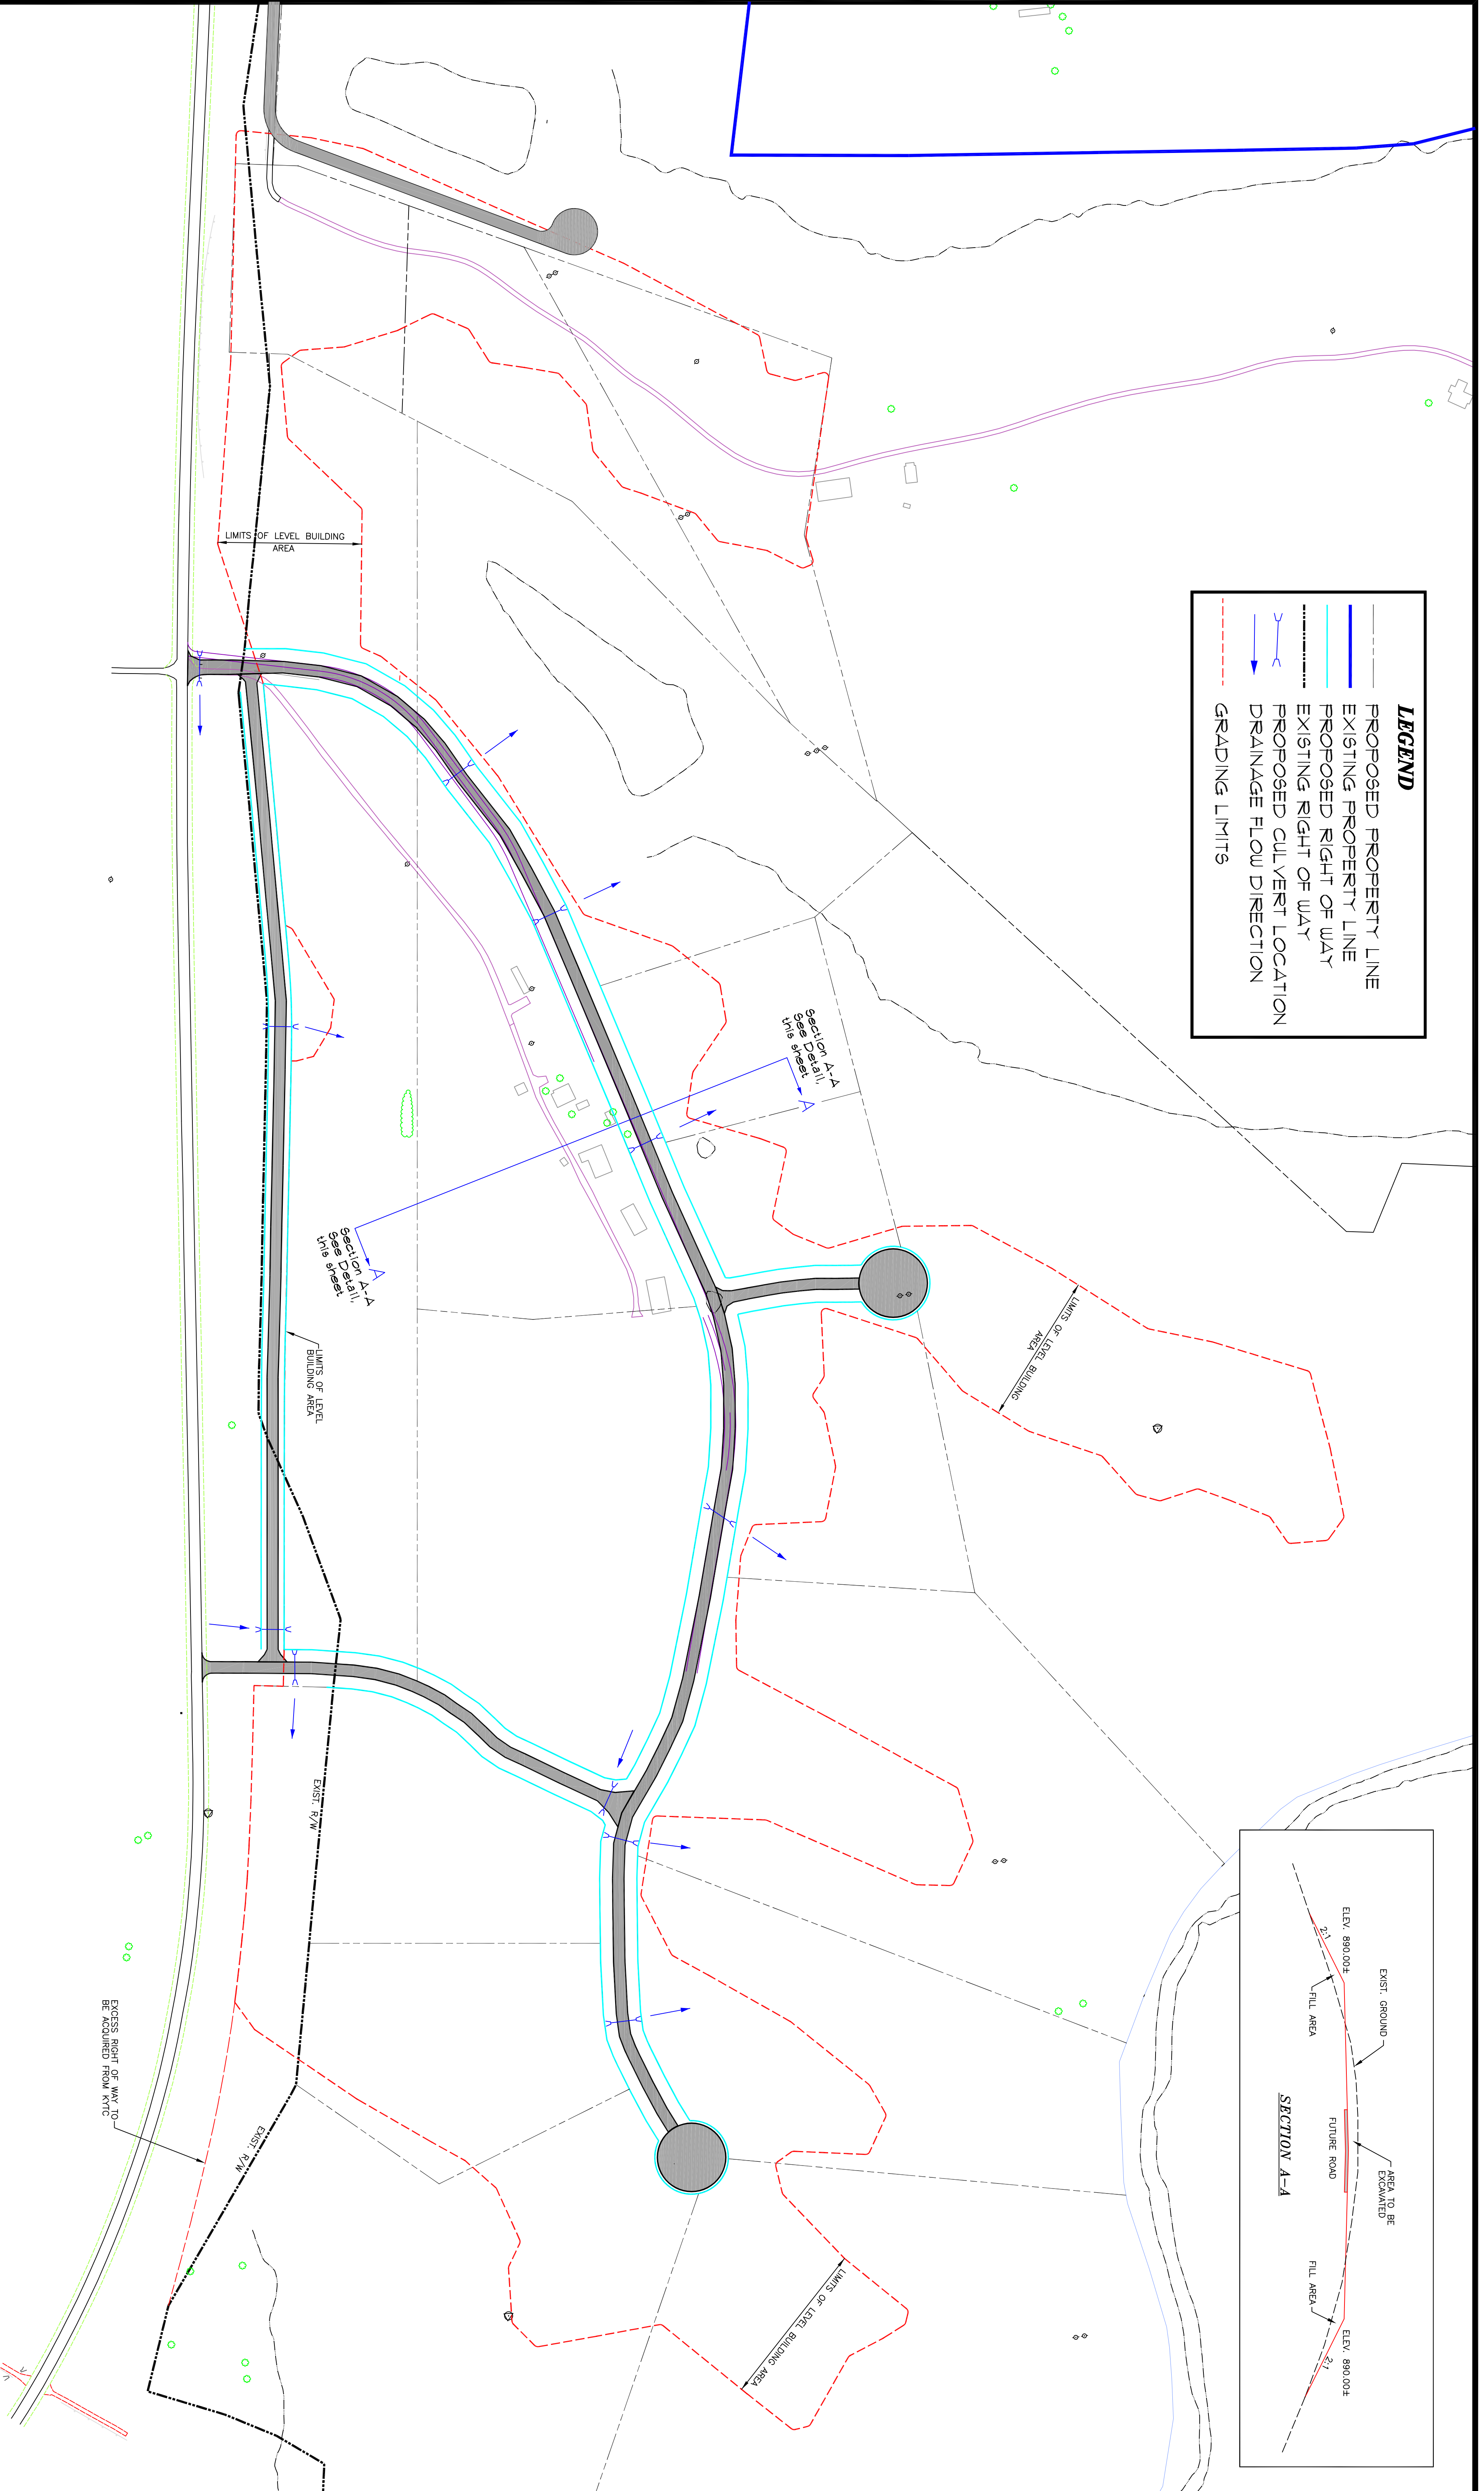 LEGEND
PROPOSED PROPERTY LINE
EXISTING PROPERTY LINE
PROPOSED RIGHT OF WAY
EXISTING RIGHT OF WAY
PROPOSED CULVERT LOCATION
DRAINAGE FLOW DIRECTION
GRADING LIMITS
LIMITS OF LEVEL BUILDING
AREA
Section A-A
See Detail,
this sheet
A
Section A-A
See Detail,
this sheet
A
LIMITS OF LEVEL BUILDING
AREA
LIMITS OF LEVEL
BUILDING AREA
EXIST. R/W
EXIST. R/W
EXCESS RIGHT OF WAY TO
BE ACQUIRED FROM KYTC
LIMITS OF LEVEL BUILDING AREA
EXIST. GROUND
AREA TO BE
EXCAVATED
ELEV. 890.00±
ELEV. 890.00±
2:1
2:1
FILL AREA
FUTURE ROAD
FILL AREA
SECTION A-A